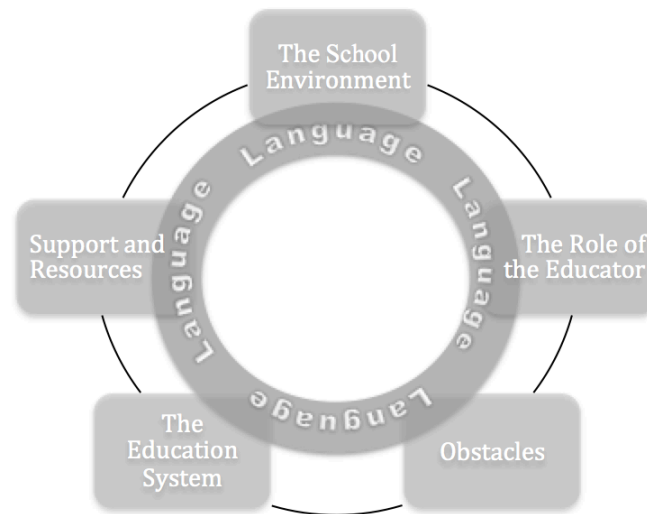 The School
Environment
Language
Language
Language
Language
Support and
Resources
The Role of
the Educator
The
Education
System
Obstacles